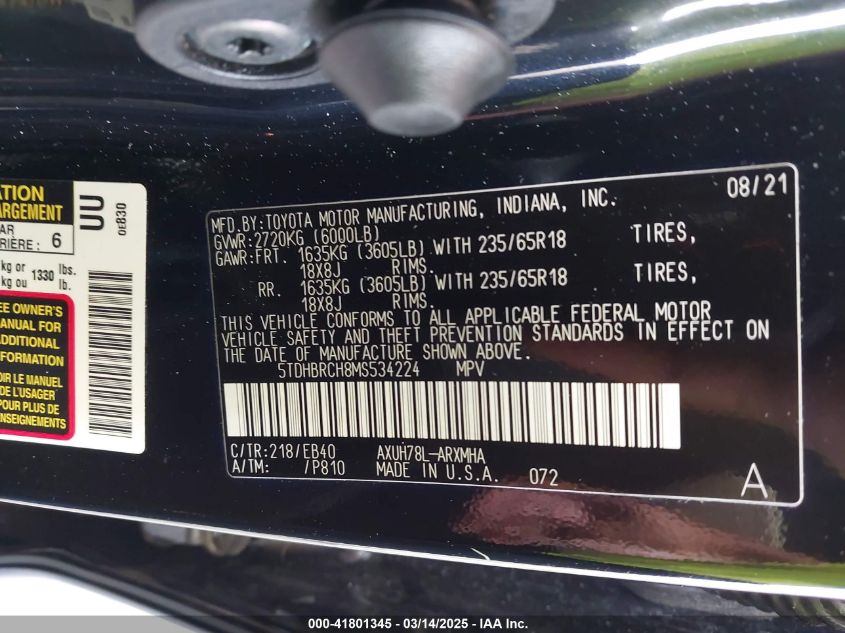 ATION
ARGEMENT
AR
RIÈRE : 6
kg or 1330 lbs.
kg ou lb.
EE OWNER'S
MANUAL FOR
ADDITIONAL
INFORMATION
OIR LE MANUEL
DE L'USAGER
POUR PLUS DE
ENSEIGNEMENTS
UU
0E830
08/21
MFD.BY:TOYOTA MOTOR MANUFACTURING, INDIANA, INC.
GVWR:2720KG (6000LB)
GAWR:FRT. 1635KG (3605LB) WITH 235/65R18 TIRES,
18X8J RIMS.
RR. 1635KG (3605LB) WITH 235/65R18 TIRES,
18X8J RIMS.
THIS VEHICLE CONFORMS TO ALL APPLICABLE FEDERAL MOTOR
VEHICLE SAFETY AND THEFT PREVENTION STANDARDS IN EFFECT ON
THE DATE OF MANUFACTURE SHOWN ABOVE.
5TDHBRCH8MS534224 MPV
C/TR:218/EB40 AXUH78L-ARXMHA
A/TM: /P810 MADE IN U.S.A. 072
A
000-41801345 - 03/14/2025 - IAA Inc.